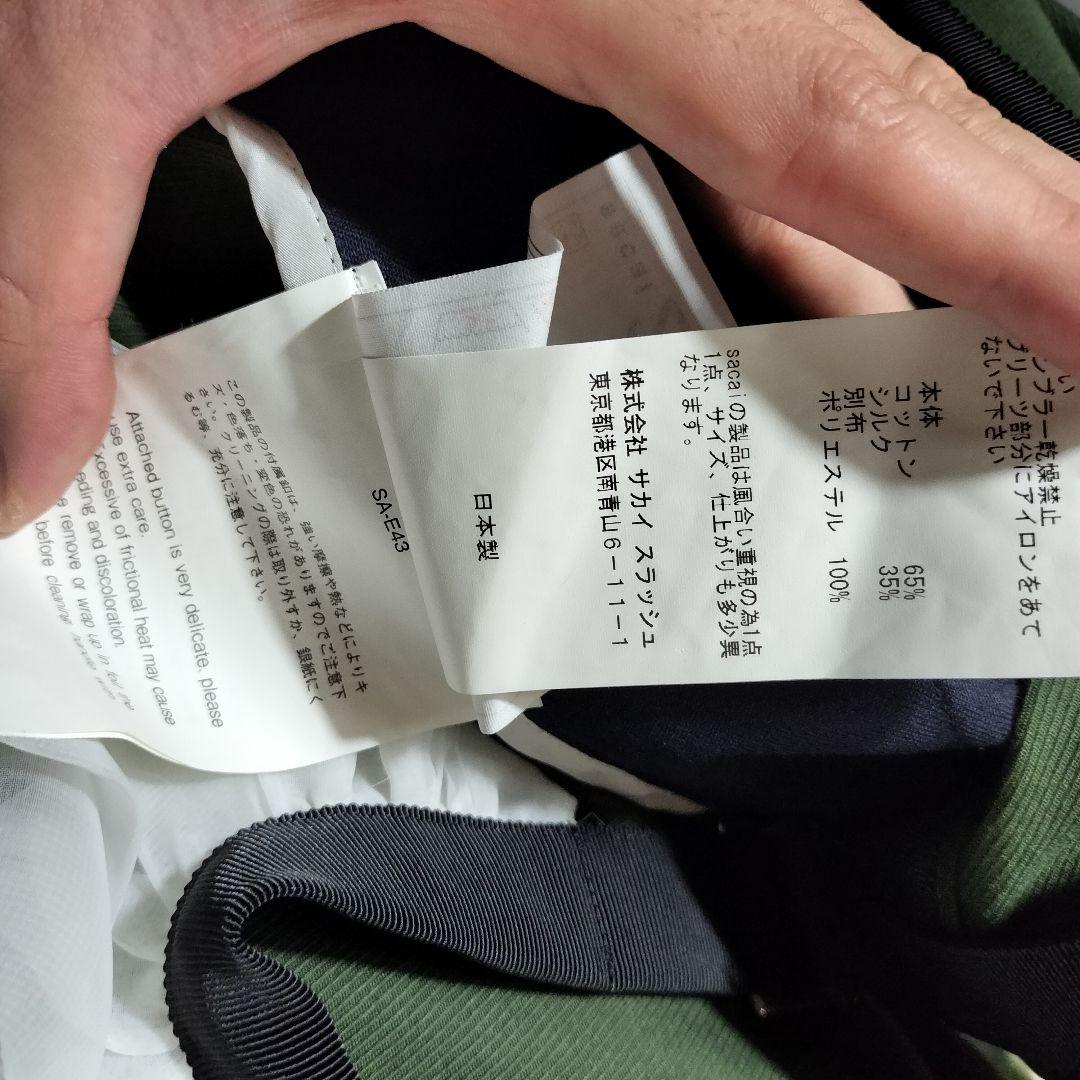 い
ンブラー乾燥禁止
プリーツ部分にアイロンをあて
ないで下さい
本体
コットン 65%
シルク 35%
別布
ポリエステル 100%
sacaiの製品は風合い重視の為1点
1点、サイズ、仕上がりも多少異
なります。
株式会社 サカイ スラッシュ
東京都港区南青山6-11-1
日本製
SA-E43
この製品の付属釦は、強い摩擦や熱などによりキ
ズ・色落ち・変色の恐れがありますのでご注意下
さい。クリーニングの際は取り外すか、銀紙にく
るむ等、充分に注意して下さい。
Attached button is very delicate, please
use extra care.
xcessive of frictional heat may cause
eding and discoloration.
remove or wrap up in foil
before cleaning